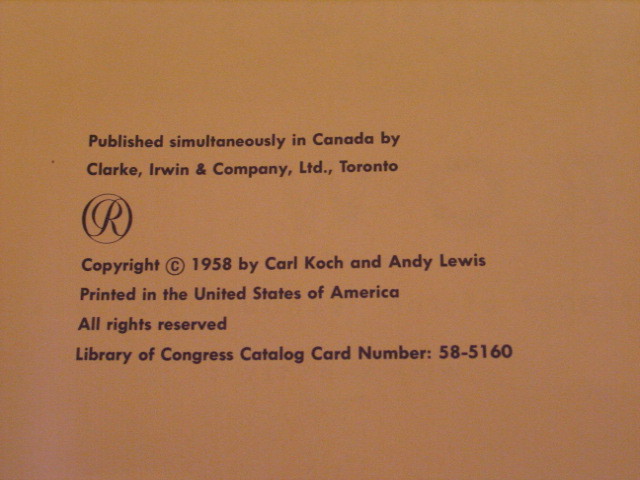 Published simultaneously in Canada by
Clarke, Irwin & Company, Ltd., Toronto
R
Copyright © 1958 by Carl Koch and Andy Lewis
Printed in the United States of America
All rights reserved
Library of Congress Catalog Card Number: 58-5160